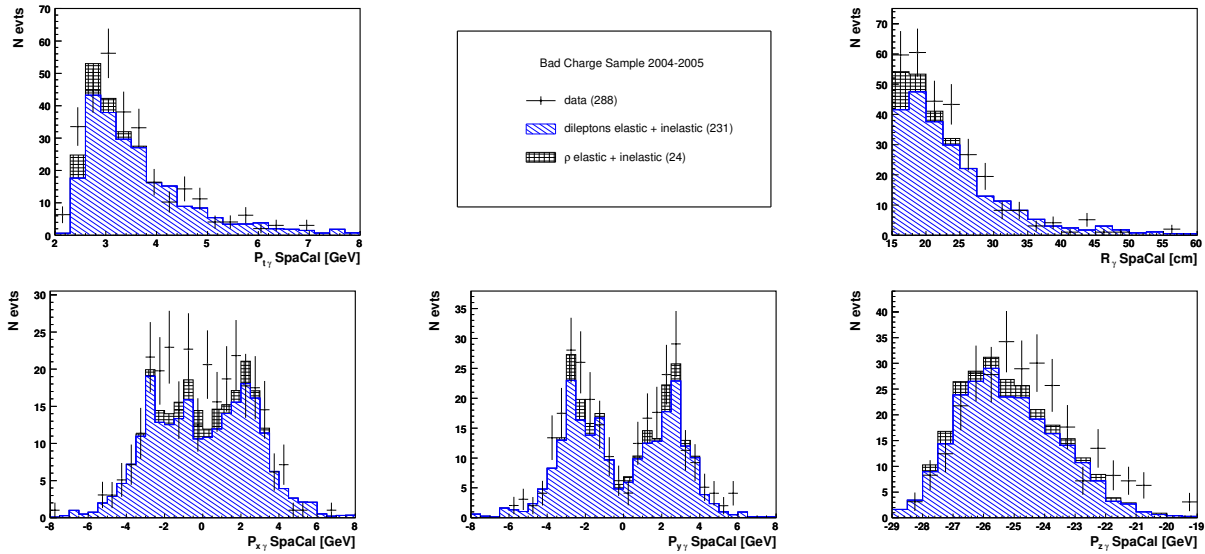 N evts
70
60
50
40
30
20
10
0
2 3 4 5 6 7 8
P_tγ SpaCal [GeV]
Bad Charge Sample 2004-2005
data (288)
dileptons elastic + inelastic (231)
ρ elastic + inelastic (24)
N evts
70
60
50
40
30
20
10
0
15 20 25 30 35 40 45 50 55 60
R_γ SpaCal [cm]
N evts
30
25
20
15
10
5
0
-8 -6 -4 -2 0 2 4 6 8
P_xγ SpaCal [GeV]
N evts
35
30
25
20
15
10
5
0
-8 -6 -4 -2 0 2 4 6 8
P_yγ SpaCal [GeV]
N evts
40
30
20
10
0
-29 -28 -27 -26 -25 -24 -23 -22 -21 -20 -19
P_zγ SpaCal [GeV]